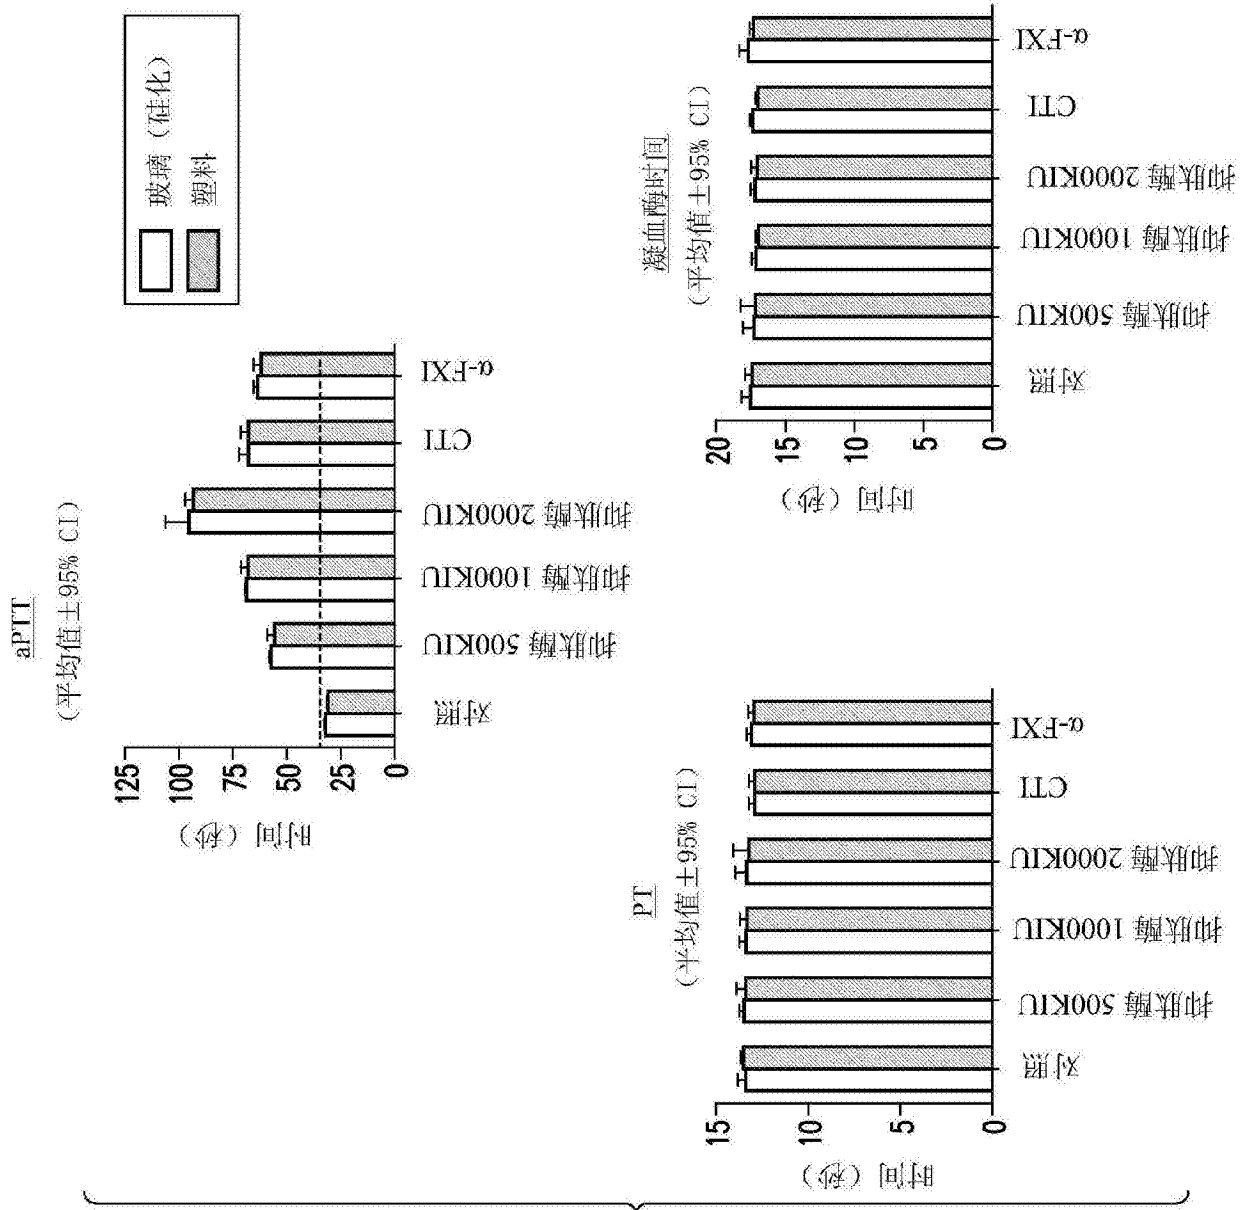 aPTT
(平均值±95% CI)
时间 (秒)
125
100
75
50
25
0
对照
抑肽酶 500KIU
抑肽酶 1000KIU
抑肽酶 2000KIU
CTI
α-FXI
玻璃 (硅化)
塑料
PT
(平均值±95% CI)
时间 (秒)
15
10
5
0
对照
抑肽酶 500KIU
抑肽酶 1000KIU
抑肽酶 2000KIU
CTI
α-FXI
凝血酶时间
(平均值±95% CI)
时间 (秒)
20
15
10
5
0
对照
抑肽酶 500KIU
抑肽酶 1000KIU
抑肽酶 2000KIU
CTI
α-FXI